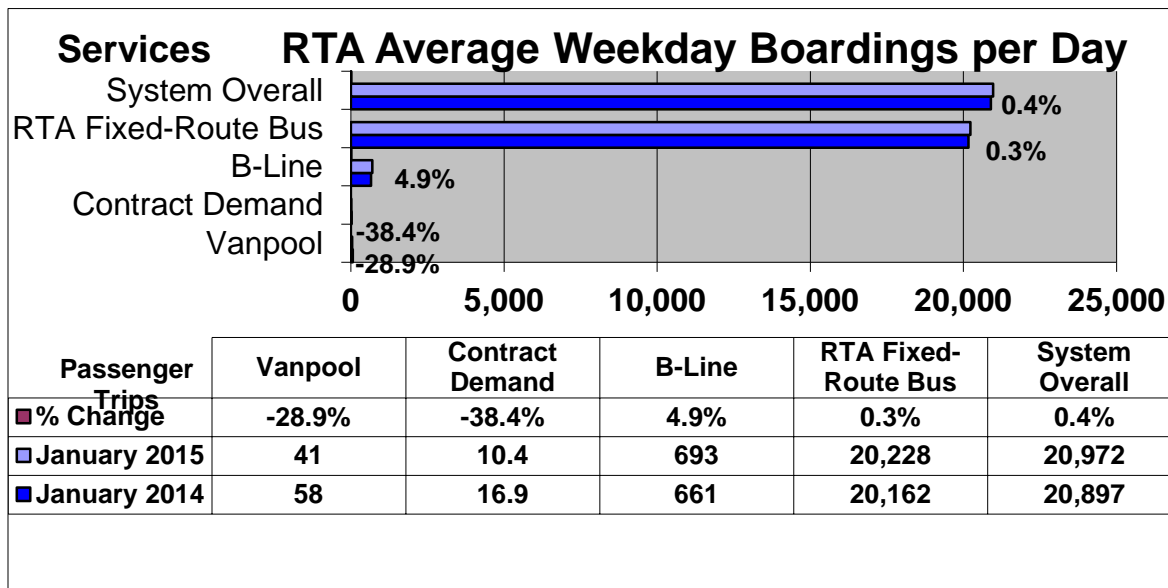 Services RTA Average Weekday Boardings per Day
System Overall
0.4%
RTA Fixed-Route Bus
0.3%
B-Line
4.9%
Contract Demand
-38.4%
Vanpool
-28.9%
0 5,000 10,000 15,000 20,000 25,000
Passenger Trips Vanpool Contract Demand B-Line RTA Fixed-Route Bus System Overall
% Change -28.9% -38.4% 4.9% 0.3% 0.4%
January 2015 41 10.4 693 20,228 20,972
January 2014 58 16.9 661 20,162 20,897